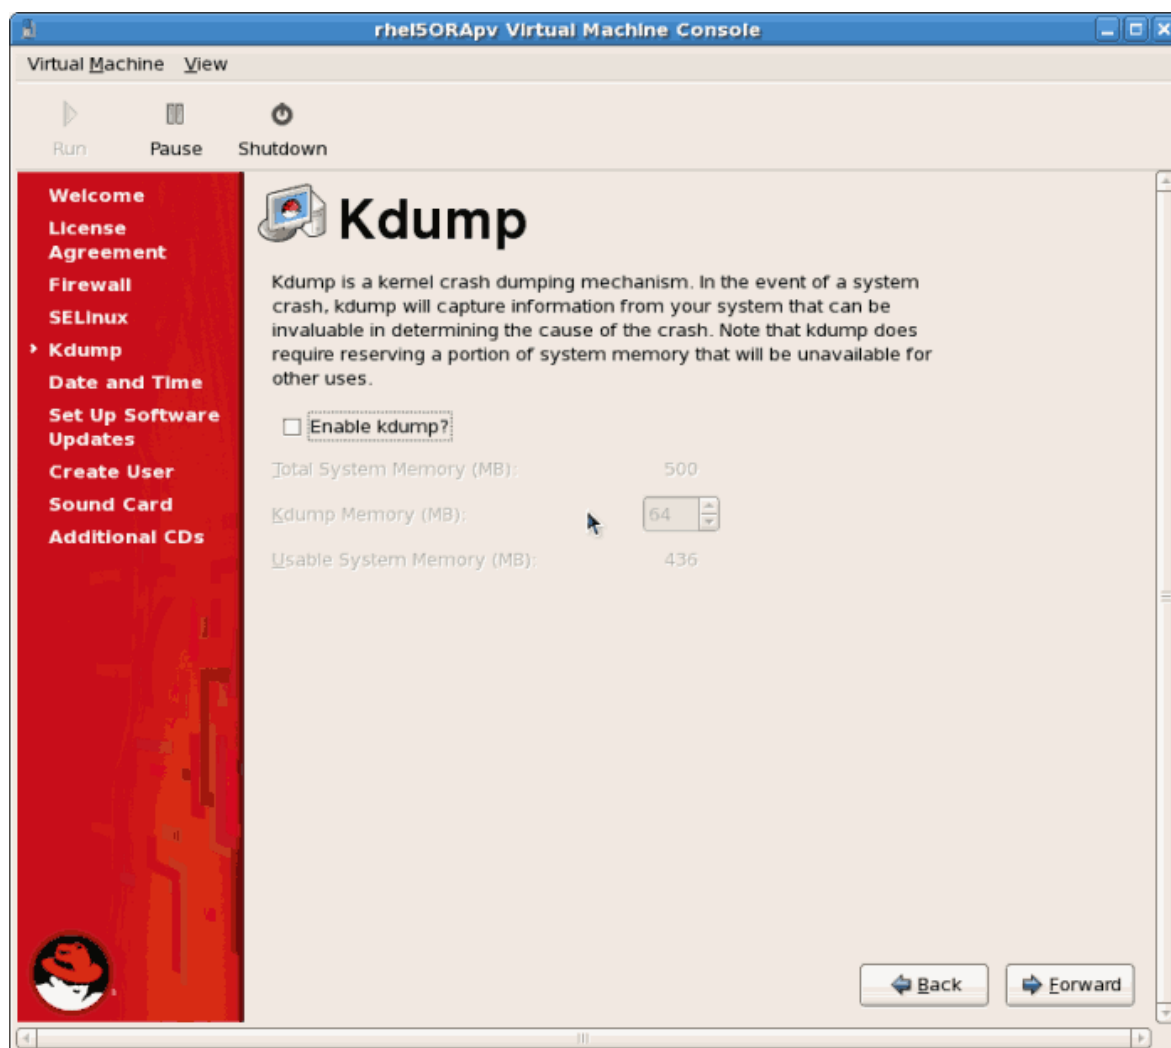 rhel5ORApv Virtual Machine Console
Virtual Machine View
Run Pause Shutdown
Welcome
License
Agreement
Firewall
SELinux
Kdump
Date and Time
Set Up Software
Updates
Create User
Sound Card
Additional CDs
Kdump
Kdump is a kernel crash dumping mechanism. In the event of a system
crash, kdump will capture information from your system that can be
invaluable in determining the cause of the crash. Note that kdump does
require reserving a portion of system memory that will be unavailable for
other uses.
Enable kdump?
Total System Memory (MB): 500
Kdump Memory (MB): 64
Usable System Memory (MB): 436
Back Forward